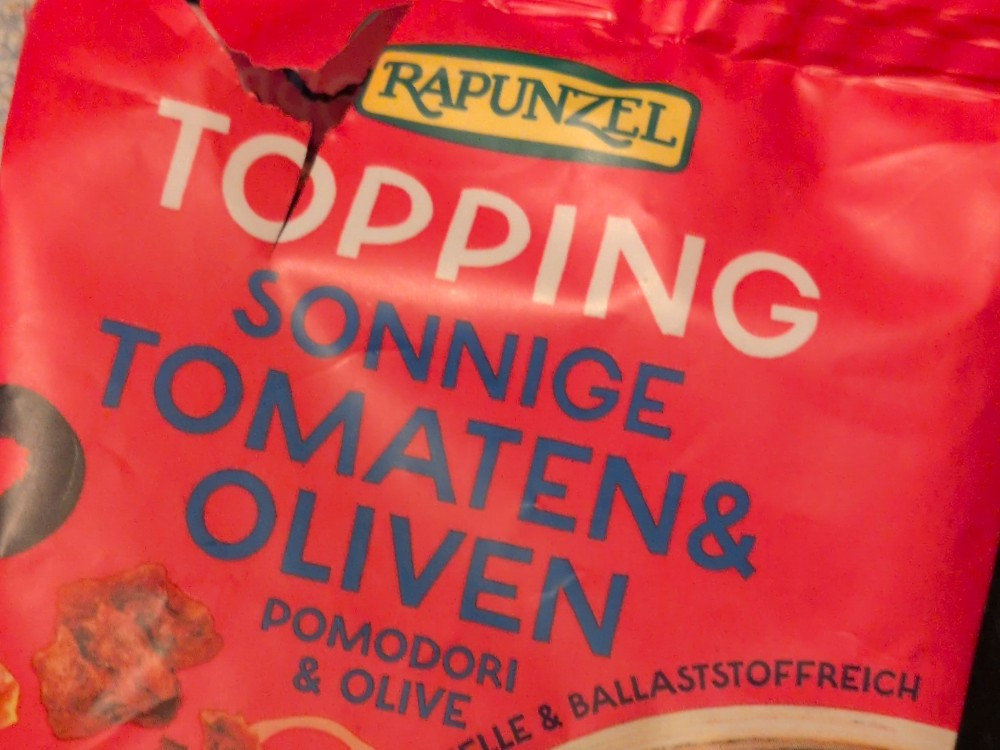 RAPUNZEL
TOPPING
SONNIGE
TOMATEN&
OLIVEN
POMODORI
& OLIVE
& BALLASTSTOFFREICH